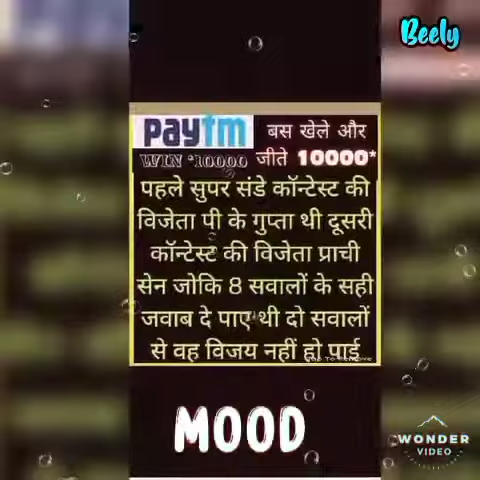 Beely
paytm बस खेले और
WIN *10000 जीते 10000*
पहले सुपर संडे कॉन्टेस्ट की
विजेता पी के गुप्ता थी दूसरी
कॉन्टेस्ट की विजेता प्राची
सेन जोकि 8 सवालों के सही
जवाब दे पाए थी दो सवालों
से वह विजय नहीं हो पाई
MOOD
WONDER
VIDEO